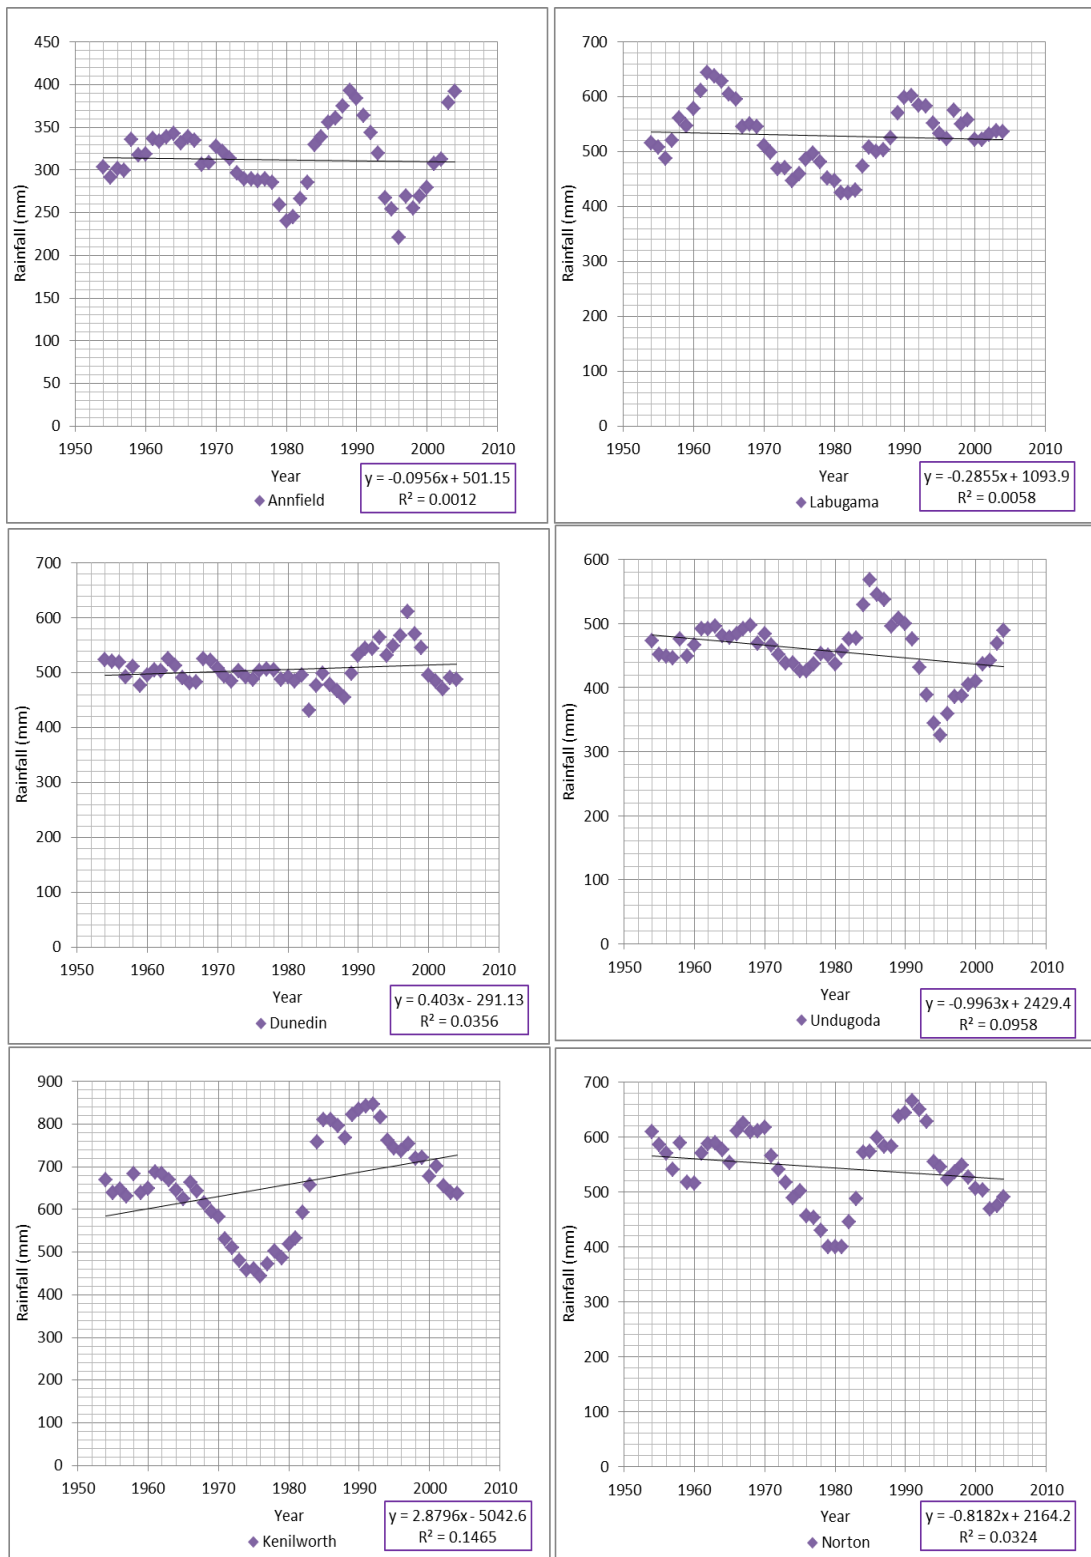 450
400
350
300
250
200
150
100
50
0
Rainfall (mm)
1950 1960 1970 1980 1990 2000 2010
Year
Annfield
y = -0.0956x + 501.15
R² = 0.0012
700
600
500
400
300
200
100
0
Rainfall (mm)
1950 1960 1970 1980 1990 2000 2010
Year
Labugama
y = -0.2855x + 1093.9
R² = 0.0058
700
600
500
400
300
200
100
0
Rainfall (mm)
1950 1960 1970 1980 1990 2000 2010
Year
Dunedin
y = 0.403x - 291.13
R² = 0.0356
600
500
400
300
200
100
0
Rainfall (mm)
1950 1960 1970 1980 1990 2000 2010
Year
Undugoda
y = -0.9963x + 2429.4
R² = 0.0958
900
800
700
600
500
400
300
200
100
0
Rainfall (mm)
1950 1960 1970 1980 1990 2000 2010
Year
Kenilworth
y = 2.8796x - 5042.6
R² = 0.1465
700
600
500
400
300
200
100
0
Rainfall (mm)
1950 1960 1970 1980 1990 2000 2010
Year
Norton
y = -0.8182x + 2164.2
R² = 0.0324